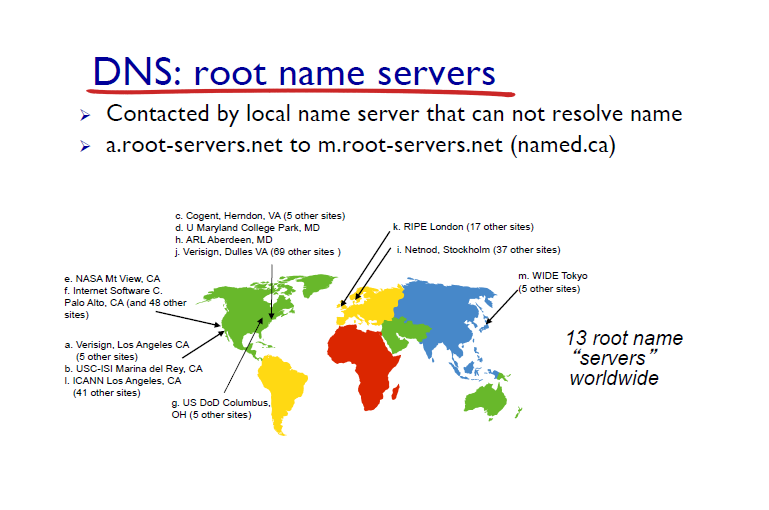 DNS: root name servers
Contacted by local name server that can not resolve name
a.root-servers.net to m.root-servers.net (named.ca)
c. Cogent, Herndon, VA (5 other sites)
d. U Maryland College Park, MD
h. ARL Aberdeen, MD
j. Verisign, Dulles VA (69 other sites )
k. RIPE London (17 other sites)
i. Netnod, Stockholm (37 other sites)
e. NASA Mt View, CA
f. Internet Software C.
Palo Alto, CA (and 48 other
sites)
m. WIDE Tokyo
(5 other sites)
a. Verisign, Los Angeles CA
(5 other sites)
b. USC-ISI Marina del Rey, CA
l. ICANN Los Angeles, CA
(41 other sites)
g. US DoD Columbus,
OH (5 other sites)
13 root name
“servers”
worldwide